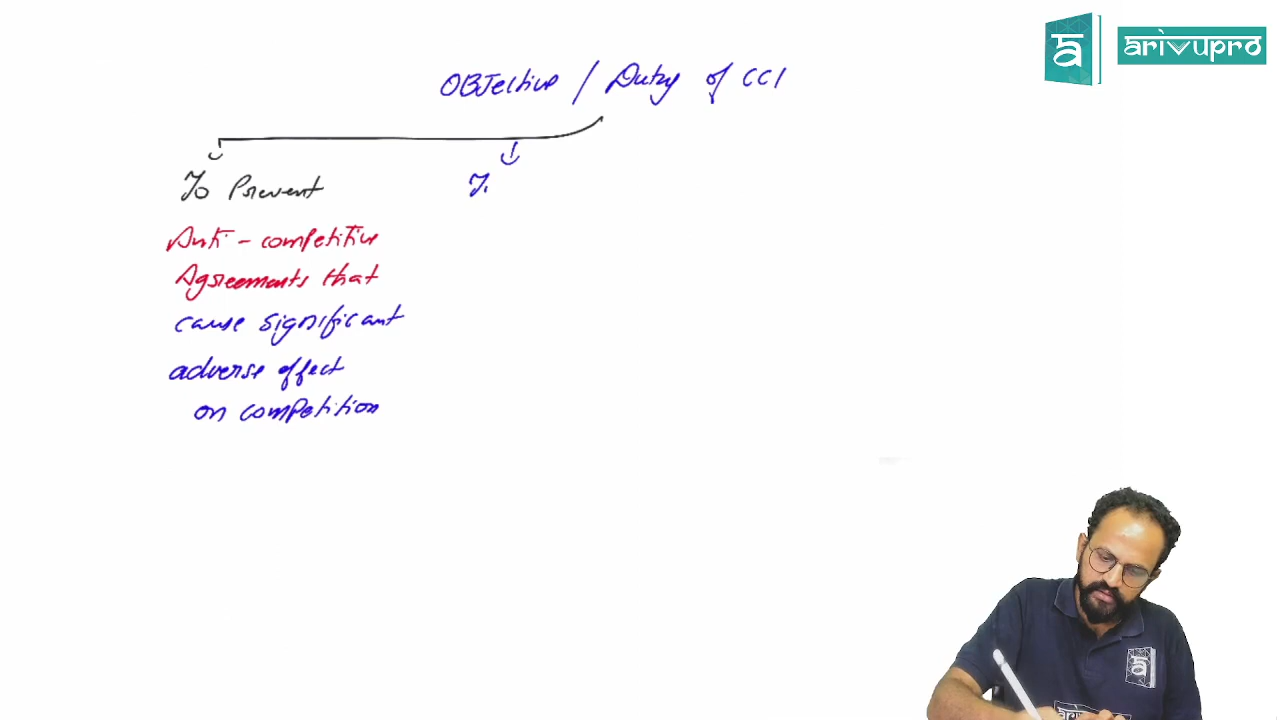 arivupro
OBJective / Duty of CCI
To Prevent
Anti - competitive
Agreements that
cause significant
adverse effect
on competition